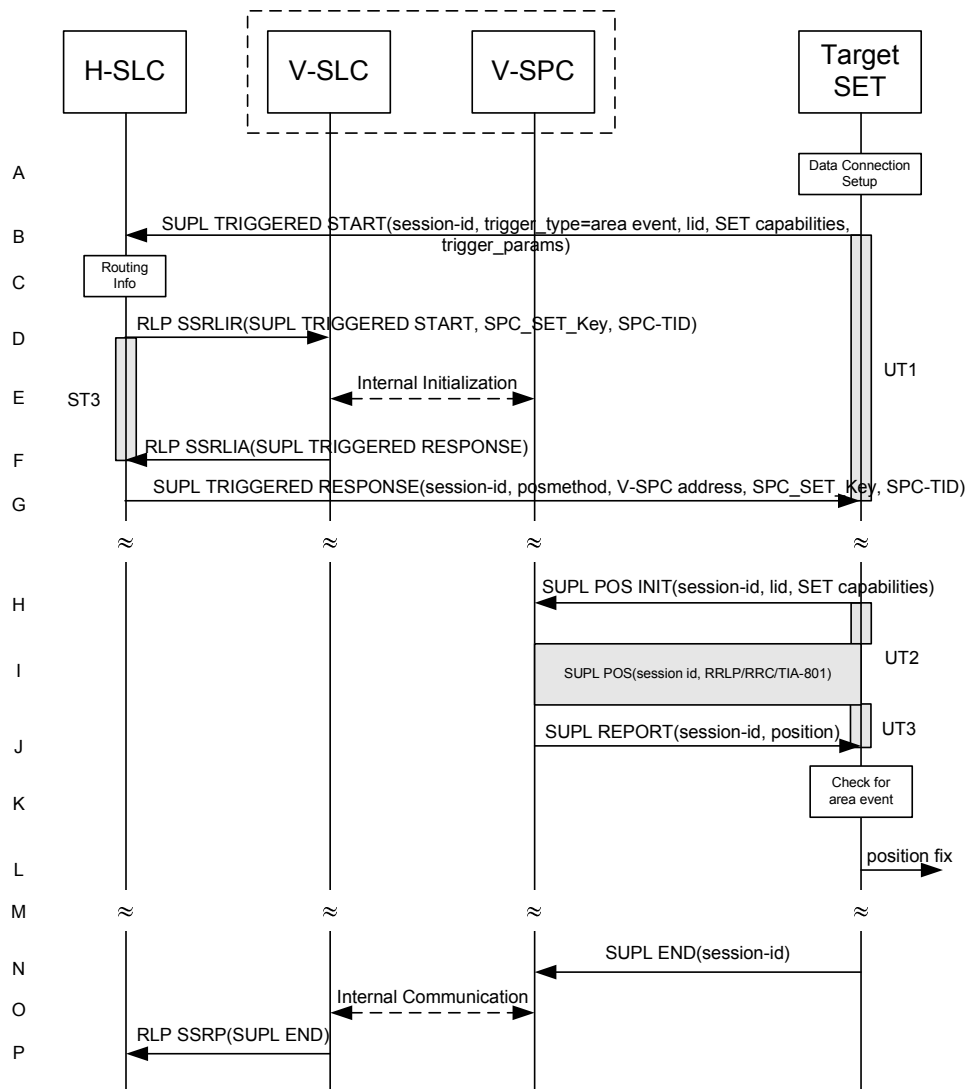 H-SLC
V-SLC
V-SPC
Target
SET
A
Data Connection
Setup
B
SUPL TRIGGERED START(session-id, trigger_type=area event, lid, SET capabilities,
trigger_params)
C
Routing
Info
D
RLP SSRLIR(SUPL TRIGGERED START, SPC_SET_Key, SPC-TID)
UT1
E
ST3
Internal Initialization
F
RLP SSRLIA(SUPL TRIGGERED RESPONSE)
G
SUPL TRIGGERED RESPONSE(session-id, posmethod, V-SPC address, SPC_SET_Key, SPC-TID)
≈ ≈ ≈ ≈
H
SUPL POS INIT(session-id, lid, SET capabilities)
UT2
I
SUPL POS(session id, RRLP/RRC/TIA-801)
J
SUPL REPORT(session-id, position)
UT3
K
Check for
area event
L
position fix
M
≈ ≈ ≈ ≈
N
SUPL END(session-id)
O
Internal Communication
P
RLP SSRP(SUPL END)